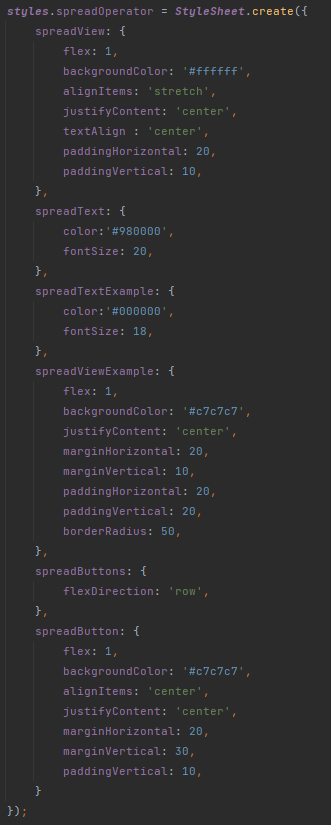 styles.spreadOperator = StyleSheet.create({
    spreadView: {
        flex: 1,
        backgroundColor: '#ffffff',
        alignItems: 'stretch',
        justifyContent: 'center',
        textAlign : 'center',
        paddingHorizontal: 20,
        paddingVertical: 10,
    },
    spreadText: {
        color:'#980000',
        fontSize: 20,
    },
    spreadTextExample: {
        color:'#000000',
        fontSize: 18,
    },
    spreadViewExample: {
        flex: 1,
        backgroundColor: '#c7c7c7',
        justifyContent: 'center',
        marginHorizontal: 20,
        marginVertical: 10,
        paddingHorizontal: 20,
        paddingVertical: 20,
        borderRadius: 50,
    },
    spreadButtons: {
        flexDirection: 'row',
    },
    spreadButton: {
        flex: 1,
        backgroundColor: '#c7c7c7',
        alignItems: 'center',
        justifyContent: 'center',
        marginHorizontal: 20,
        marginVertical: 30,
        paddingVertical: 10,
    }
});